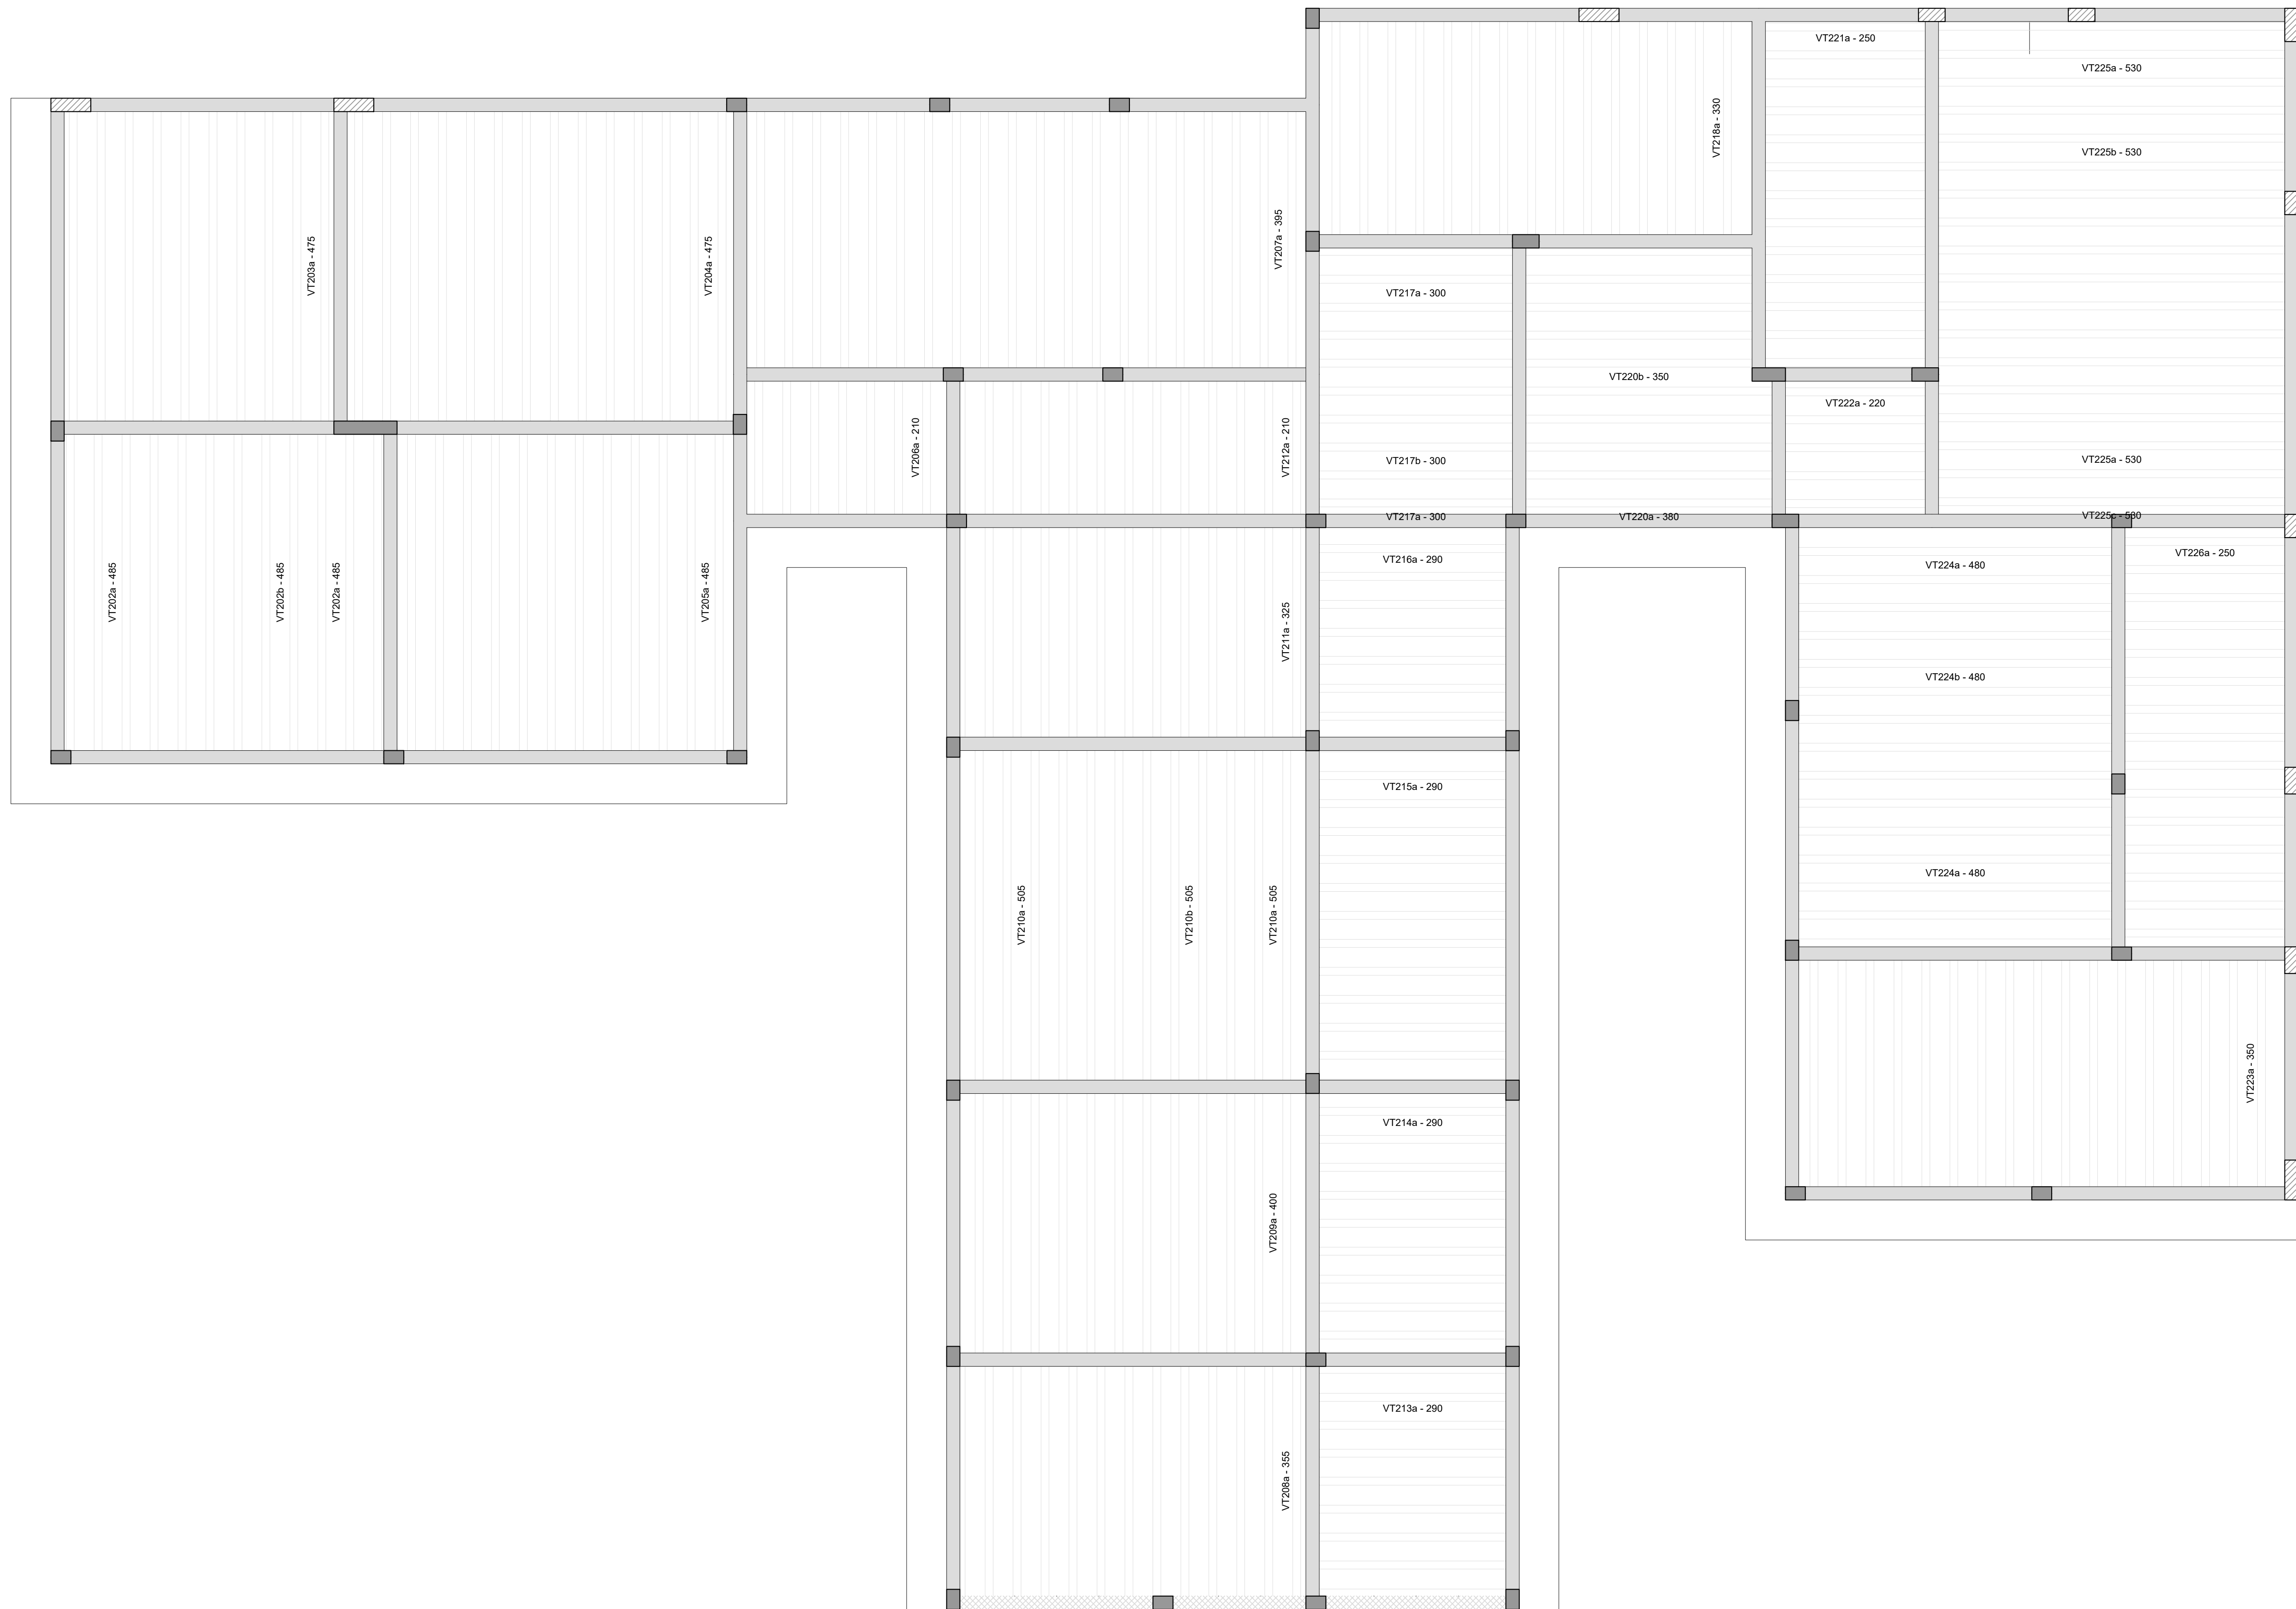 VT221a - 250
VT225a - 530
VT218a - 330
VT225b - 530
VT203a - 475
VT204a - 475
VT207a - 395
VT217a - 300
VT220b - 350
VT222a - 220
VT206a - 210
VT212a - 210
VT217b - 300
VT225a - 530
VT217a - 300
VT220a - 380
VT225c - 530
VT202a - 485
VT202b - 485
VT202a - 485
VT205a - 485
VT211a - 325
VT216a - 290
VT224a - 480
VT226a - 250
VT224b - 480
VT215a - 290
VT224a - 480
VT210a - 505
VT210b - 505
VT210a - 505
VT223a - 350
VT214a - 290
VT209a - 400
VT213a - 290
VT208a - 355